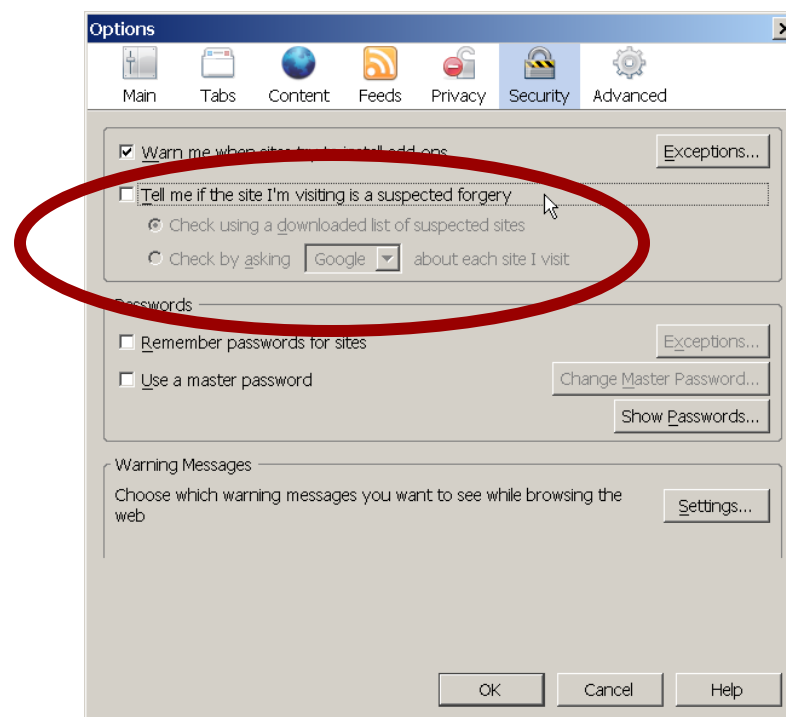 Options
Main Tabs Content Feeds Privacy Security Advanced
Warn me when sites try to install add-ons Exceptions...
Tell me if the site I'm visiting is a suspected forgery
Check using a downloaded list of suspected sites
Check by asking Google about each site I visit
Passwords
Remember passwords for sites Exceptions...
Use a master password Change Master Password...
Show Passwords...
Warning Messages
Choose which warning messages you want to see while browsing the
web Settings...
OK Cancel Help